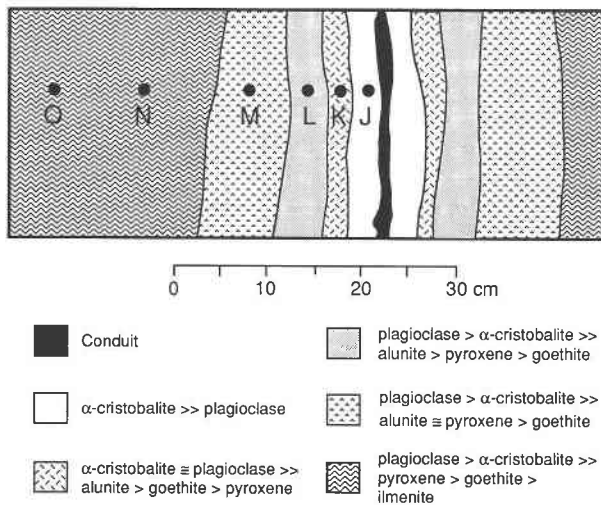 O N M L K J
0 10 20 30 cm
Conduit
α-cristobalite >> plagioclase
α-cristobalite ≅ plagioclase >>
alunite > goethite > pyroxene
plagioclase > α-cristobalite >>
alunite > pyroxene > goethite
plagioclase > α-cristobalite >>
alunite ≅ pyroxene > goethite
plagioclase > α-cristobalite >>
pyroxene > goethite >
ilmenite